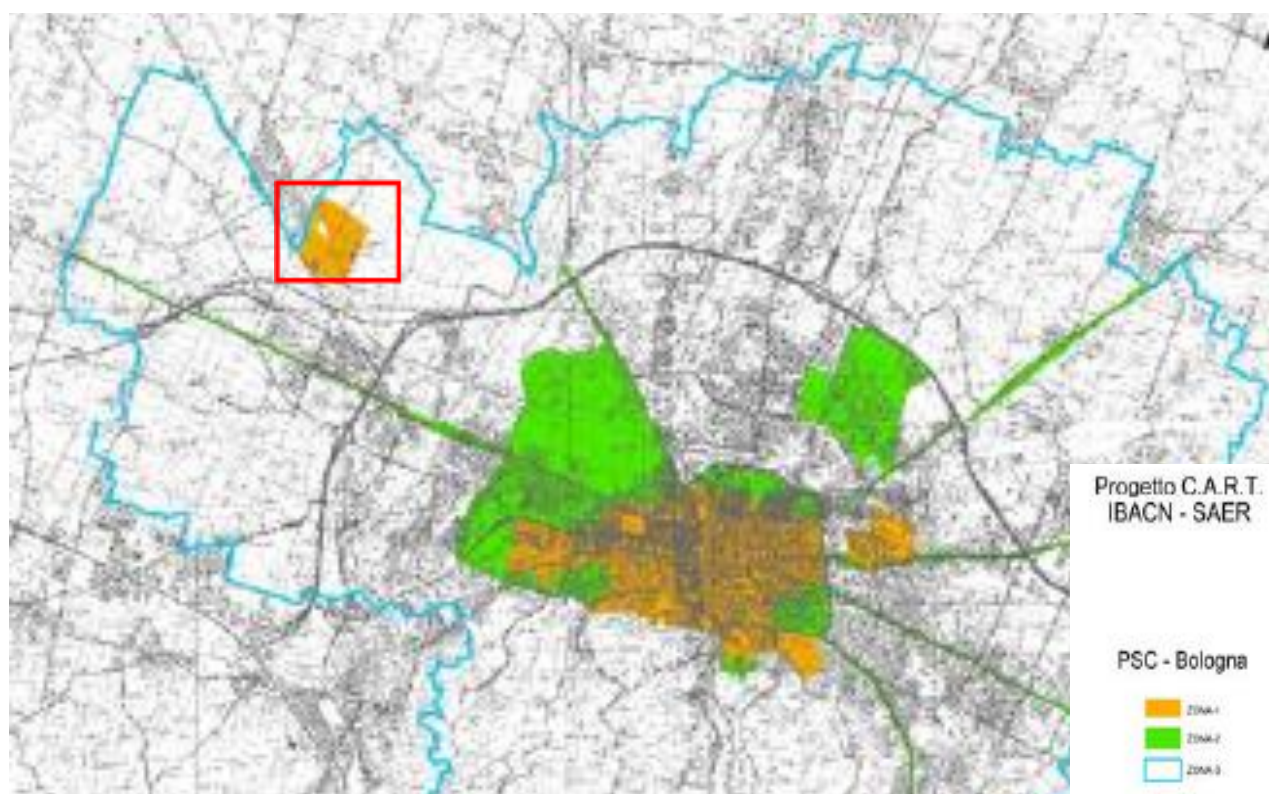 Progetto C.A.R.T.
IBACN - SAER
PSC - Bologna
ZONA-1
ZONA-2
ZONA-3